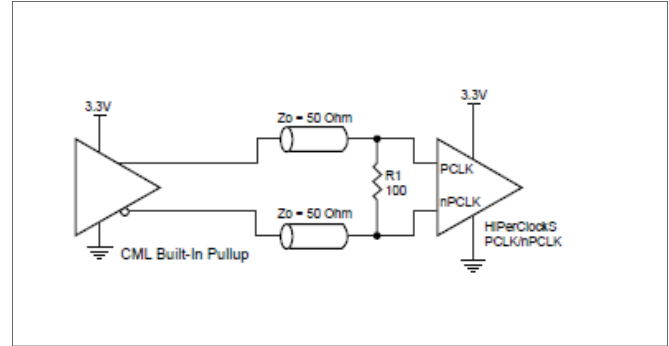 3.3V
3.3V
Zo = 50 Ohm
R1
100
PCLK
nPCLK
Zo = 50 Ohm
HiPerClockS
PCLK/nPCLK
CML Built-In Pullup